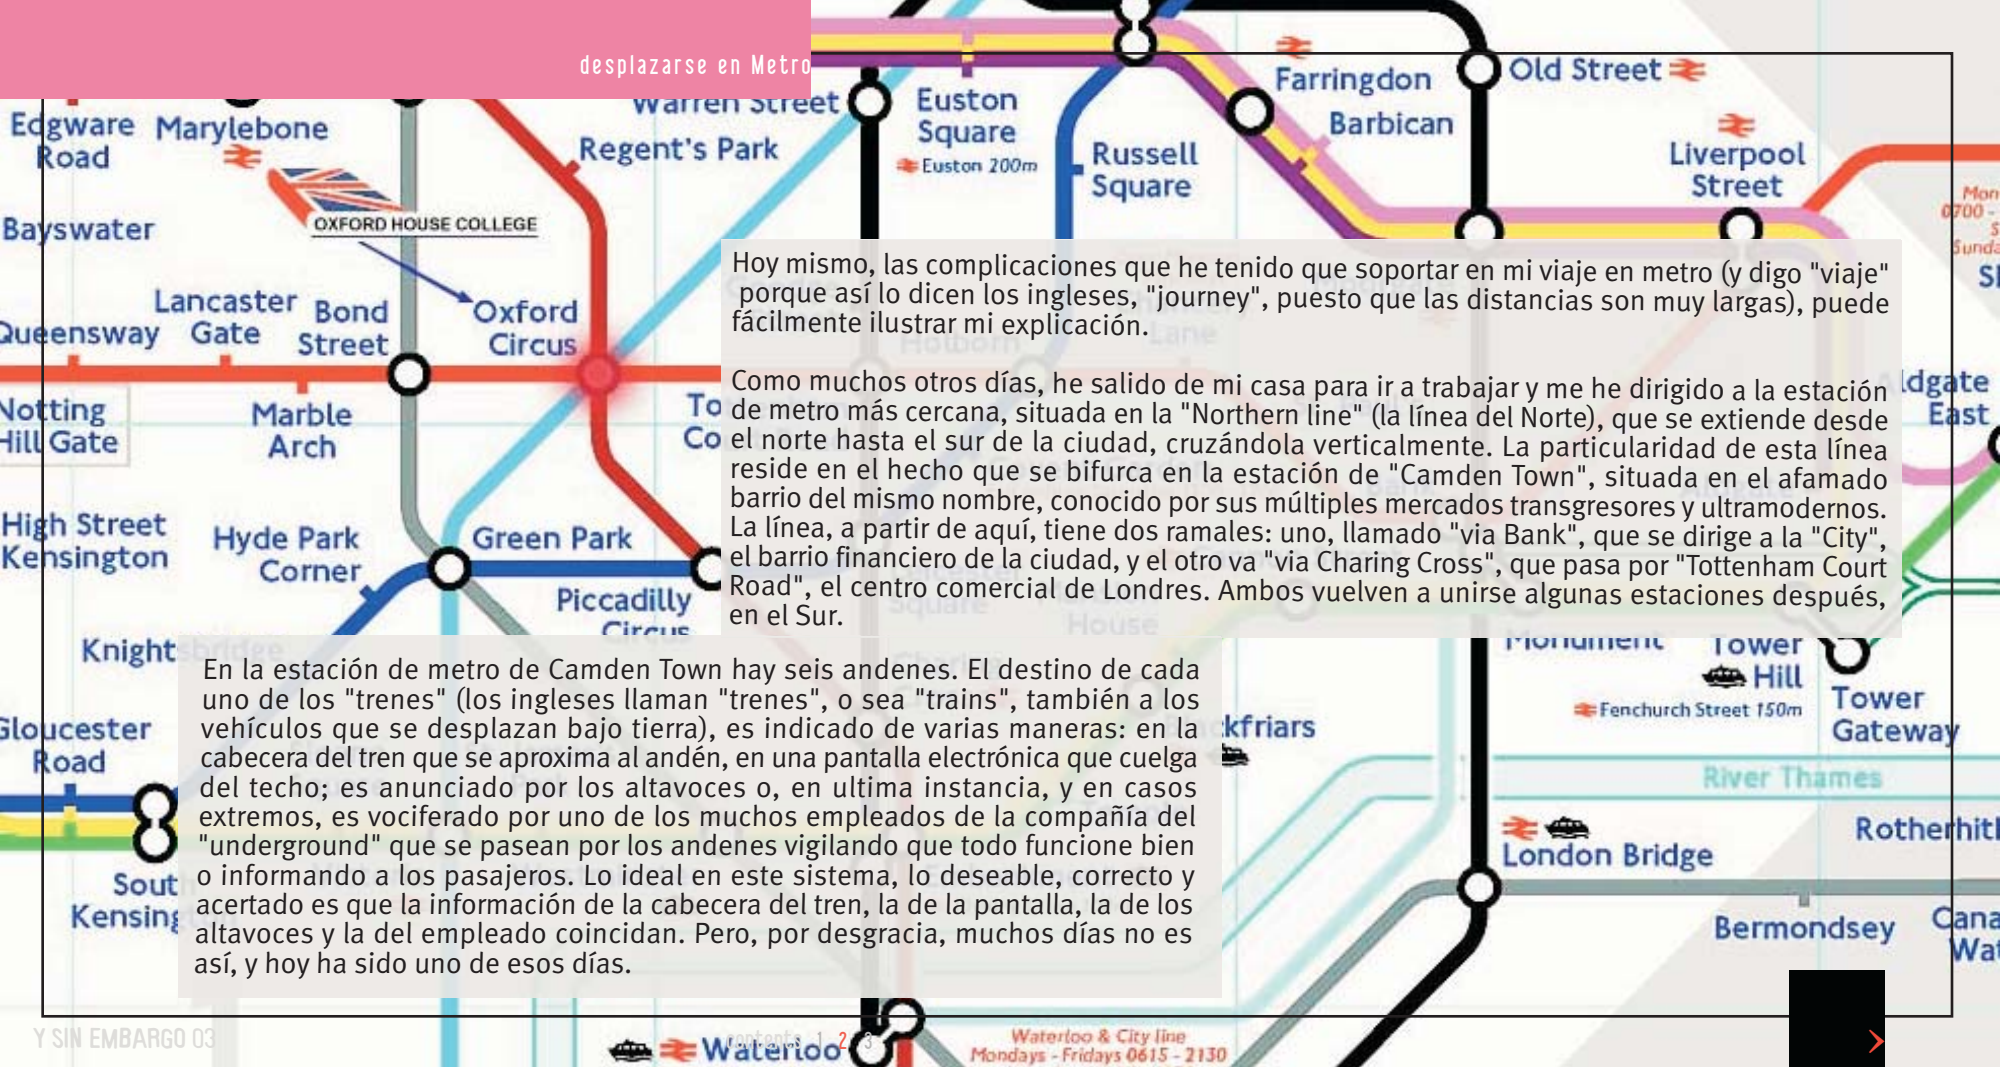 desplazarse en Metro
Edgware
Road
Marylebone
OXFORD HOUSE COLLEGE
Bayswater
Warren Street
Regent's Park
Euston
Square
Euston 200m
Russell
Square
Farringdon
Barbican
Old Street
Liverpool
Street
Mon
0700 -
Sunda
Queensway
Lancaster
Gate
Bond
Street
Oxford
Circus
Notting
Hill Gate
Marble
Arch
Hoy mismo, las complicaciones que he tenido que soportar en mi viaje en metro (y digo "viaje"
porque así lo dicen los ingleses, "journey", puesto que las distancias son muy largas), puede
fácilmente ilustrar mi explicación.
Como muchos otros días, he salido de mi casa para ir a trabajar y me he dirigido a la estación
de metro más cercana, situada en la "Northern line" (la línea del Norte), que se extiende desde
el norte hasta el sur de la ciudad, cruzándola verticalmente. La particularidad de esta línea
reside en el hecho que se bifurca en la estación de "Camden Town", situada en el afamado
barrio del mismo nombre, conocido por sus múltiples mercados transgresores y ultramodernos.
La línea, a partir de aquí, tiene dos ramales: uno, llamado "via Bank", que se dirige a la "City",
el barrio financiero de la ciudad, y el otro va "via Charing Cross", que pasa por "Tottenham Court
Road", el centro comercial de Londres. Ambos vuelven a unirse algunas estaciones después,
en el Sur.
Aldgate
East
High Street
Kensington
Hyde Park
Corner
Green Park
Piccadilly
Circus
Knightsbridge
Gloucester
Road
South
Kensington
En la estación de metro de Camden Town hay seis andenes. El destino de cada
uno de los "trenes" (los ingleses llaman "trenes", o sea "trains", también a los
vehículos que se desplazan bajo tierra), es indicado de varias maneras: en la
cabecera del tren que se aproxima al andén, en una pantalla electrónica que cuelga
del techo; es anunciado por los altavoces o, en ultima instancia, y en casos
extremos, es vociferado por uno de los muchos empleados de la compañía del
"underground" que se pasean por los andenes vigilando que todo funcione bien
o informando a los pasajeros. Lo ideal en este sistema, lo deseable, correcto y
acertado es que la información de la cabecera del tren, la de la pantalla, la de los
altavoces y la del empleado coincidan. Pero, por desgracia, muchos días no es
así, y hoy ha sido uno de esos días.
Blackfriars
Monument
Tower
Hill
Fenchurch Street 150m
Tower
Gateway
River Thames
London Bridge
Rotherhith
Bermondsey
Cana
Wat
Waterloo
Waterloo & City line
Mondays - Fridays 0615 - 2130
Y SIN EMBARGO 03
contents 1 2 3